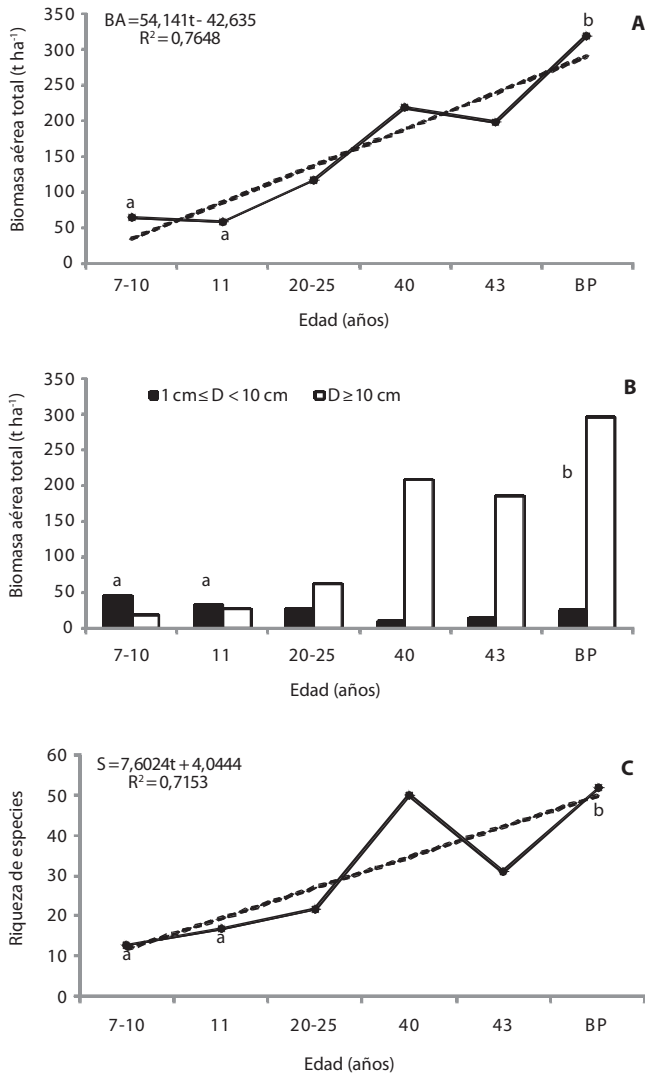 BA=54,141t- 42,635
R²=0,7648
A
b
a
a
Biomasa aérea total (t ha⁻¹)
350
300
250
200
150
100
50
0
7-10 11 20-25 40 43 BP
Edad (años)
B
1 cm ≤ D < 10 cm D ≥ 10 cm
a a b
Biomasa aérea total (t ha⁻¹)
350
300
250
200
150
100
50
0
7-10 11 20-25 40 43 BP
Edad (años)
S=7,6024t+4,0444
R²=0,7153
C
a a b
Riqueza de especies
60
50
40
30
20
10
0
7-10 11 20-25 40 43 BP
Edad (años)